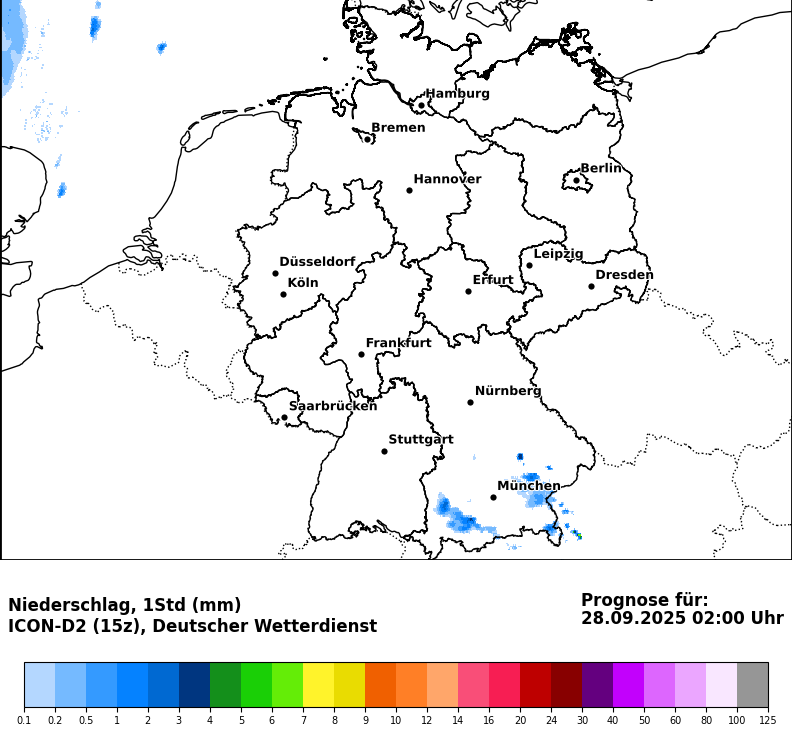 Hamburg
Bremen
Berlin
Hannover
Leipzig
Düsseldorf
Dresden
Köln
Erfurt
Frankfurt
Nürnberg
Saarbrücken
Stuttgart
München
Niederschlag, 1Std (mm)
ICON-D2 (15z), Deutscher Wetterdienst
Prognose für:
28.09.2025 02:00 Uhr
0.1 0.2 0.5 1 2 3 4 5 6 7 8 9 10 12 14 16 20 24 30 40 50 60 80 100 125